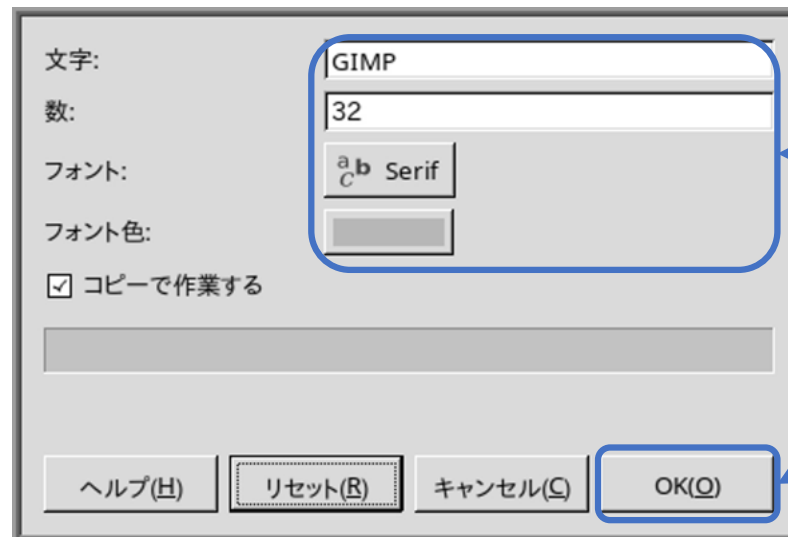 文字: GIMP
数: 32
フォント: abc Serif
フォント色:
コピーで作業する
ヘルプ(H) リセット(R) キャンセル(C) OK(O)